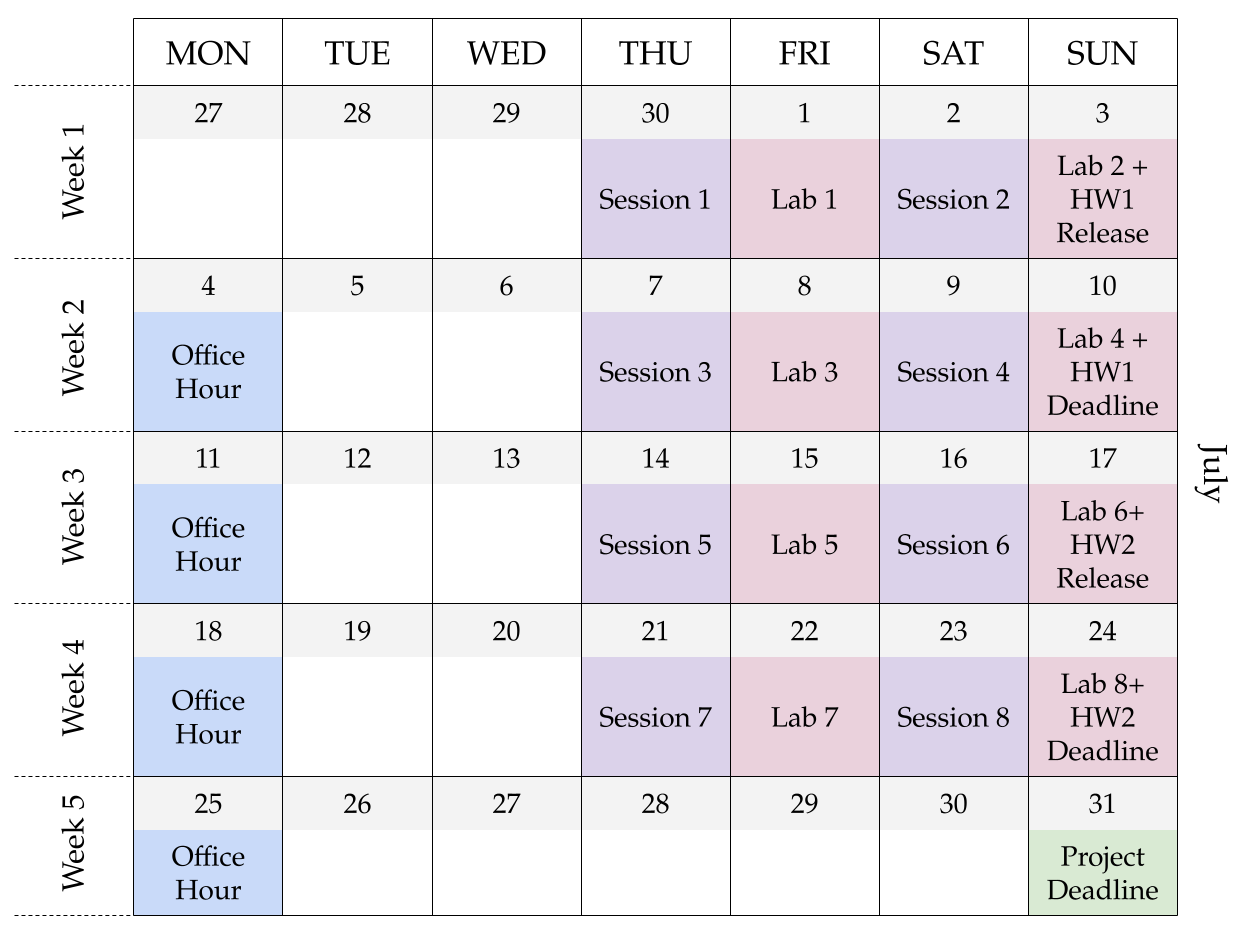 MON TUE WED THU FRI SAT SUN
Week 1
27 28 29 30 1 2 3
Session 1 Lab 1 Session 2 Lab 2 +
HW1
Release
Week 2
4 5 6 7 8 9 10
Office
Hour
Session 3 Lab 3 Session 4 Lab 4 +
HW1
Deadline
Week 3
11 12 13 14 15 16 17
Office
Hour
Session 5 Lab 5 Session 6 Lab 6+
HW2
Release
Week 4
18 19 20 21 22 23 24
Office
Hour
Session 7 Lab 7 Session 8 Lab 8+
HW2
Deadline
Week 5
25 26 27 28 29 30 31
Office
Hour
Project
Deadline
July